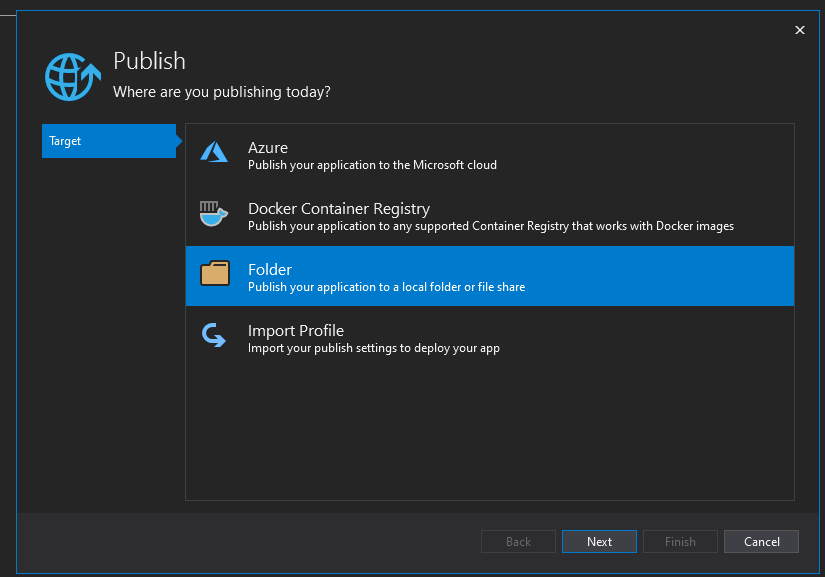 Publish
Where are you publishing today?
Target
Azure
Publish your application to the Microsoft cloud
Docker Container Registry
Publish your application to any supported Container Registry that works with Docker images
Folder
Publish your application to a local folder or file share
Import Profile
Import your publish settings to deploy your app
Back
Next
Finish
Cancel